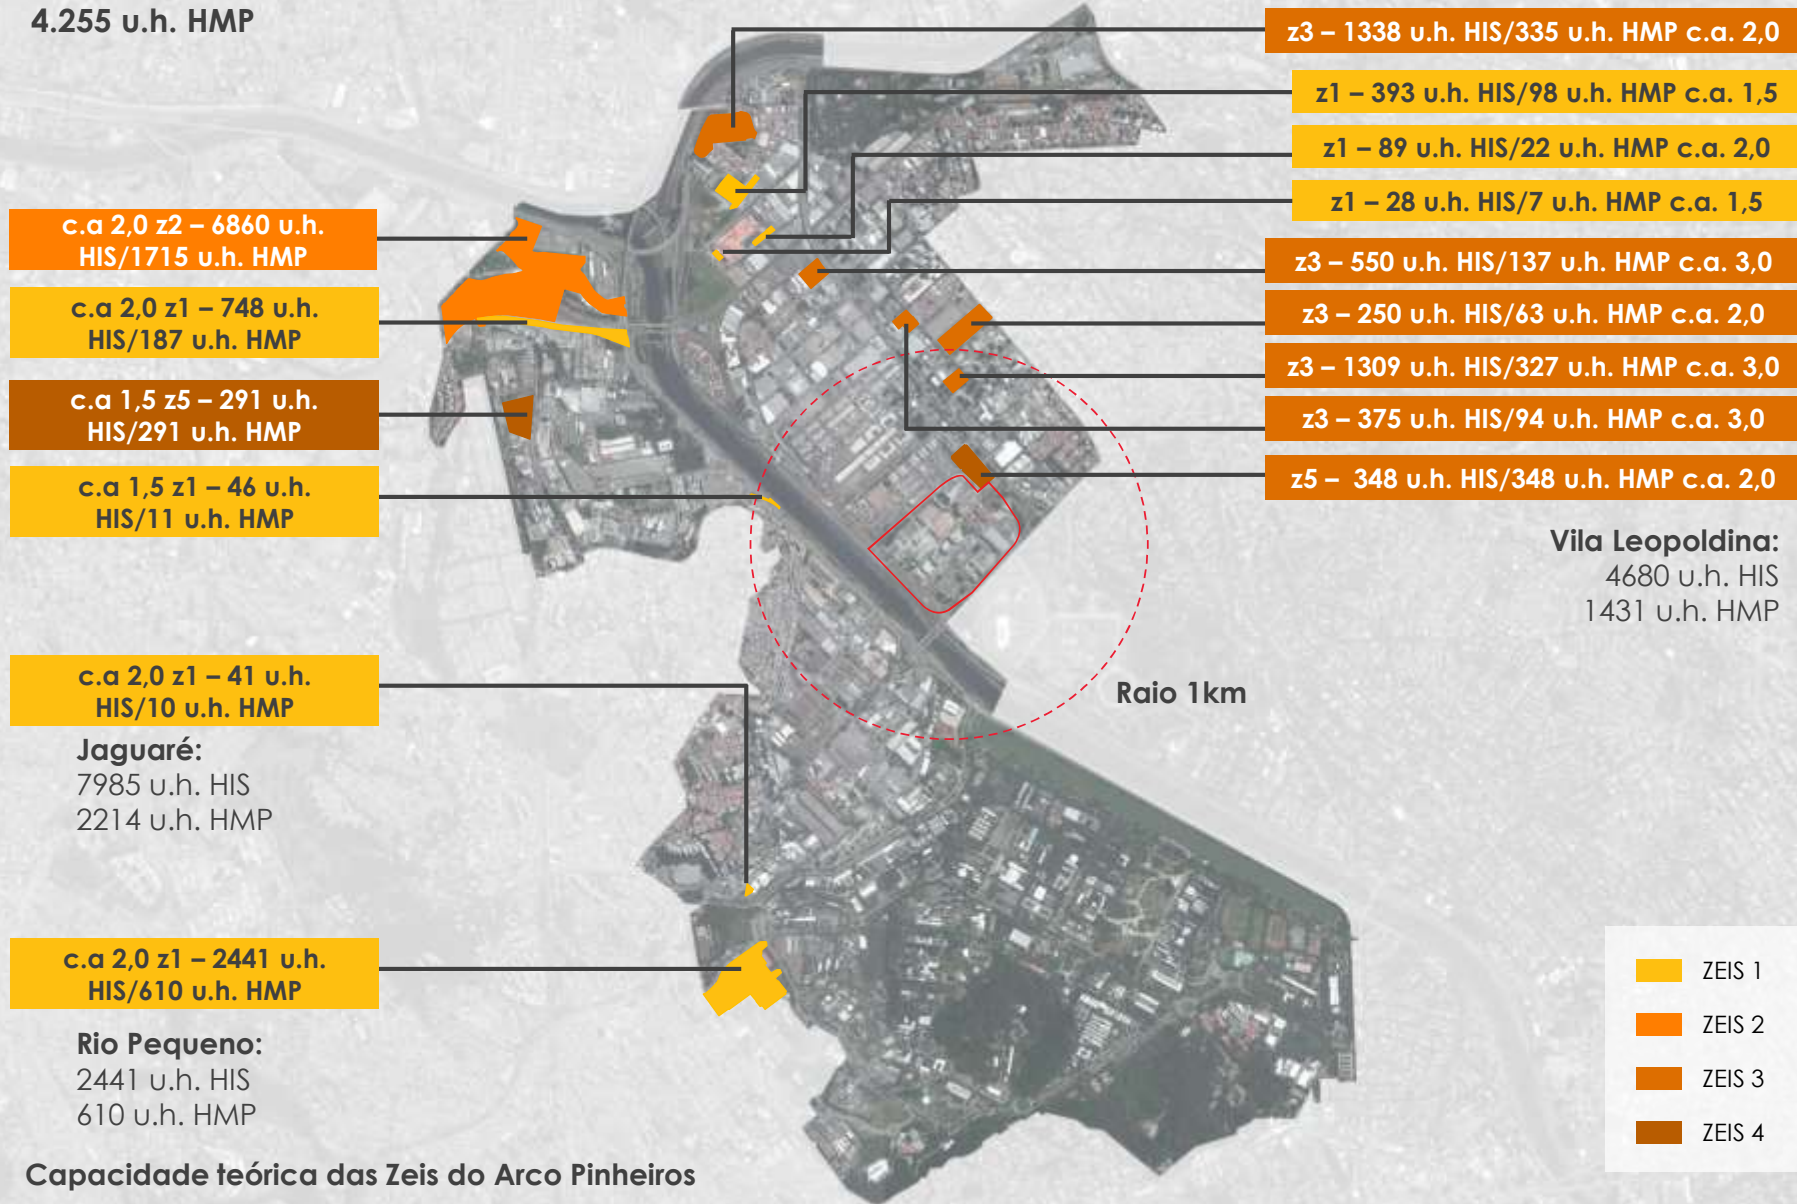 4.255 u.h. HMP
z3 – 1338 u.h. HIS/335 u.h. HMP c.a. 2,0
z1 – 393 u.h. HIS/98 u.h. HMP c.a. 1,5
z1 – 89 u.h. HIS/22 u.h. HMP c.a. 2,0
z1 – 28 u.h. HIS/7 u.h. HMP c.a. 1,5
z3 – 550 u.h. HIS/137 u.h. HMP c.a. 3,0
z3 – 250 u.h. HIS/63 u.h. HMP c.a. 2,0
z3 – 1309 u.h. HIS/327 u.h. HMP c.a. 3,0
z3 – 375 u.h. HIS/94 u.h. HMP c.a. 3,0
z5 – 348 u.h. HIS/348 u.h. HMP c.a. 2,0
Vila Leopoldina:
4680 u.h. HIS
1431 u.h. HMP
c.a 2,0 z2 – 6860 u.h.
HIS/1715 u.h. HMP
c.a 2,0 z1 – 748 u.h.
HIS/187 u.h. HMP
c.a 1,5 z5 – 291 u.h.
HIS/291 u.h. HMP
c.a 1,5 z1 – 46 u.h.
HIS/11 u.h. HMP
c.a 2,0 z1 – 41 u.h.
HIS/10 u.h. HMP
Jaguaré:
7985 u.h. HIS
2214 u.h. HMP
Raio 1km
c.a 2,0 z1 – 2441 u.h.
HIS/610 u.h. HMP
Rio Pequeno:
2441 u.h. HIS
610 u.h. HMP
ZEIS 1
ZEIS 2
ZEIS 3
ZEIS 4
Capacidade teórica das Zeis do Arco Pinheiros